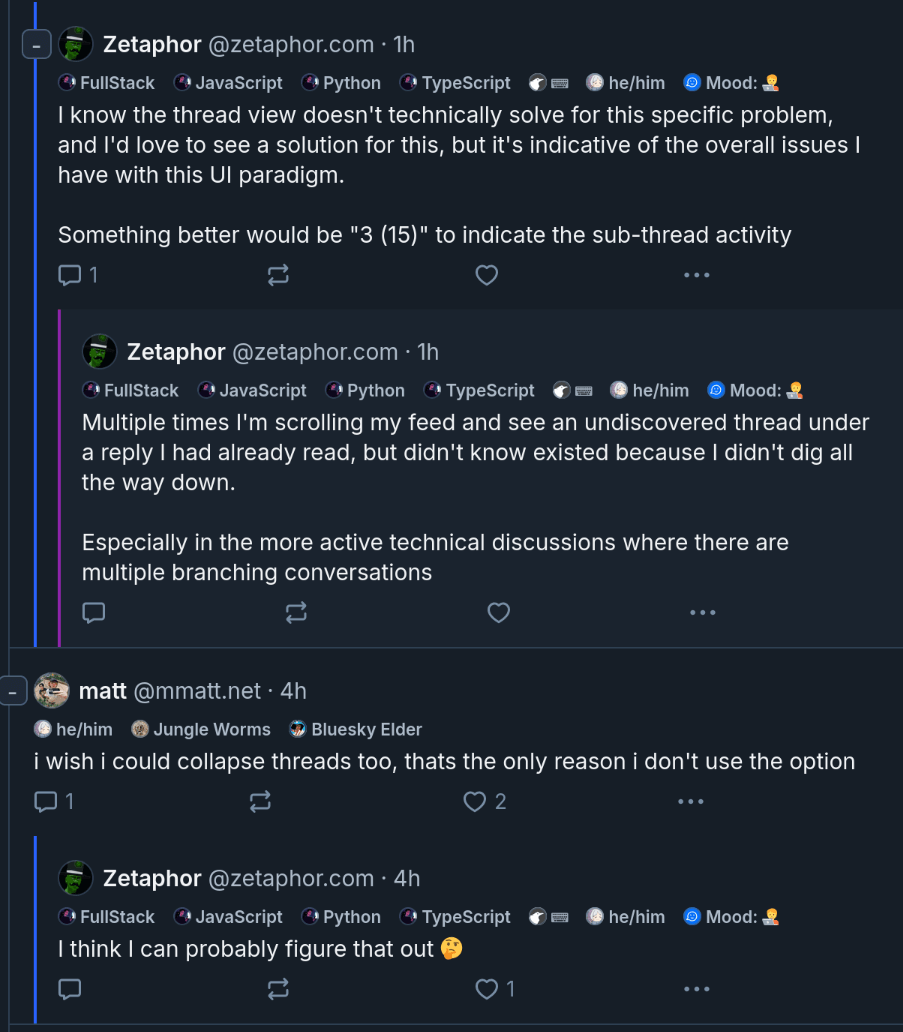 Zetaphor @zetaphor.com · 1h
FullStack JavaScript Python TypeScript he/him Mood: 🧑‍💻
I know the thread view doesn't technically solve for this specific problem,
and I'd love to see a solution for this, but it's indicative of the overall issues I
have with this UI paradigm.
Something better would be "3 (15)" to indicate the sub-thread activity
1
Zetaphor @zetaphor.com · 1h
FullStack JavaScript Python TypeScript he/him Mood: 🧑‍💻
Multiple times I'm scrolling my feed and see an undiscovered thread under
a reply I had already read, but didn't know existed because I didn't dig all
the way down.
Especially in the more active technical discussions where there are
multiple branching conversations
matt @mmatt.net · 4h
he/him Jungle Worms Bluesky Elder
i wish i could collapse threads too, thats the only reason i don't use the option
1 2
Zetaphor @zetaphor.com · 4h
FullStack JavaScript Python TypeScript he/him Mood: 🧑‍💻
I think I can probably figure that out 🤔
1